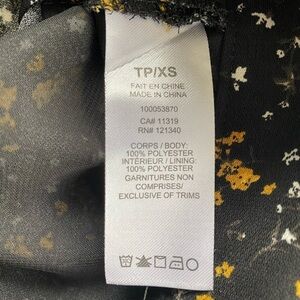 TP/XS
FAIT EN CHINE
MADE IN CHINA
100053870
CA# 11319
RN# 121340
CORPS / BODY:
100% POLYESTER
INTÉRIEUR / LINING:
100% POLYESTER
GARNITURES NON
COMPRISES/
EXCLUSIVE OF TRIMS